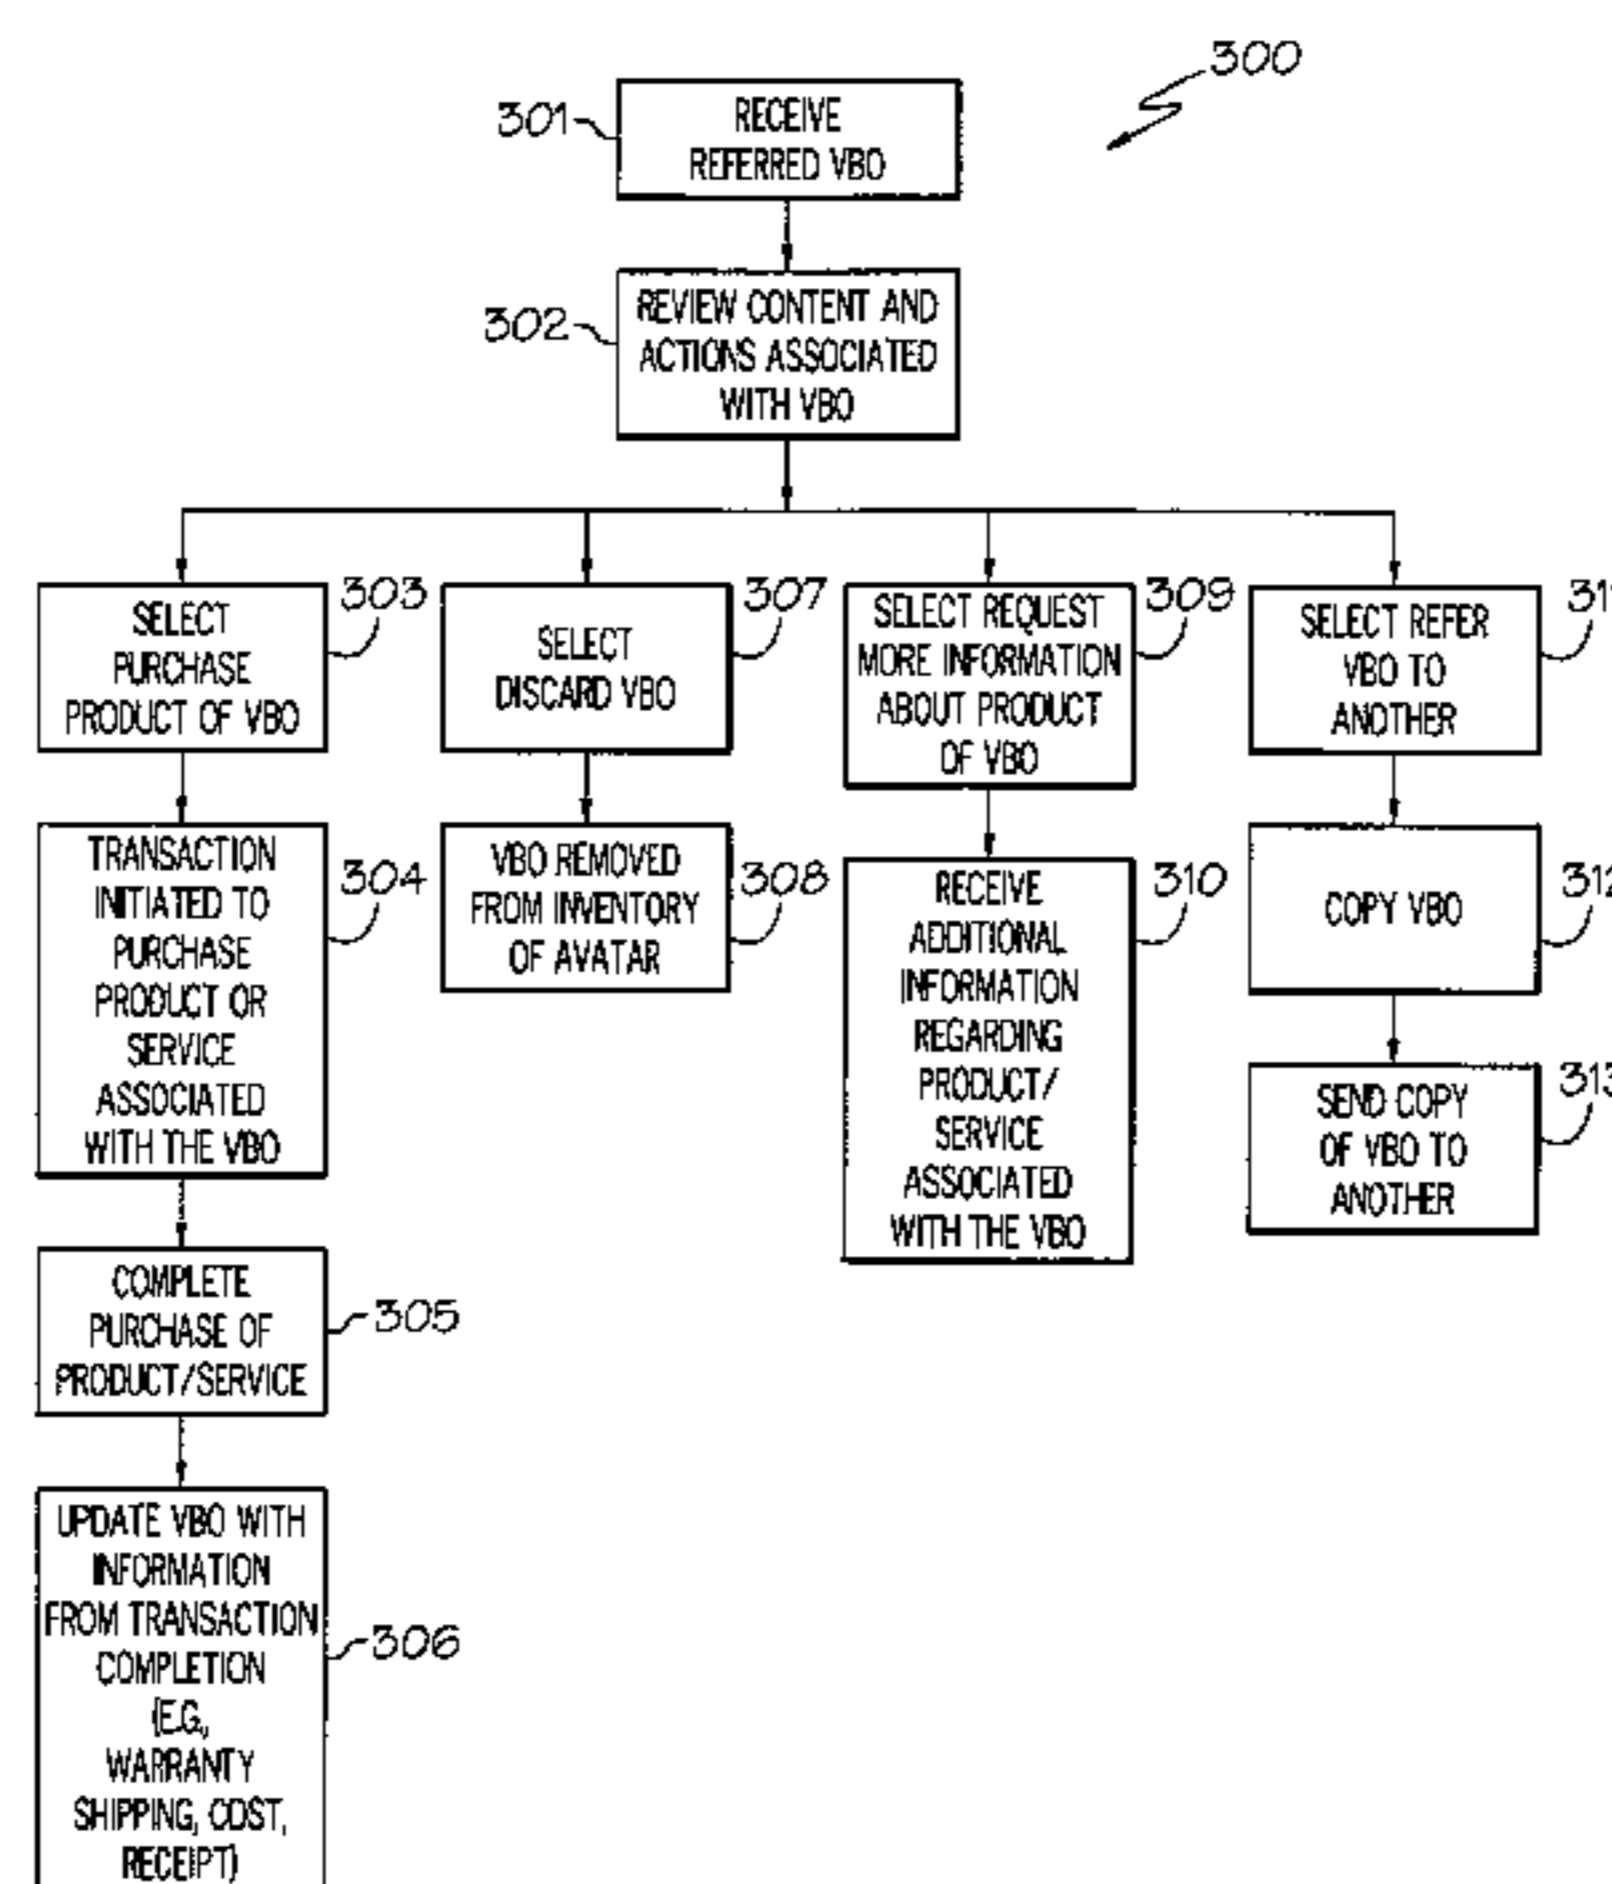 300
301
RECEIVE
REFERRED VBO
302
REVIEW CONTENT AND
ACTIONS ASSOCIATED
WITH VBO
303
SELECT
PURCHASE
PRODUCT OF VBO
304
TRANSACTION
INITIATED TO
PURCHASE
PRODUCT OR
SERVICE
ASSOCIATED
WITH THE VBO
305
COMPLETE
PURCHASE OF
PRODUCT/SERVICE
306
UPDATE VBO WITH
INFORMATION
FROM TRANSACTION
COMPLETION
(E.G.,
WARRANTY
SHIPPING, COST,
RECEIPT)
307
SELECT
DISCARD VBO
308
VBO REMOVED
FROM INVENTORY
OF AVATAR
309
SELECT REQUEST
MORE INFORMATION
ABOUT PRODUCT
OF VBO
310
RECEIVE
ADDITIONAL
INFORMATION
REGARDING
PRODUCT/
SERVICE
ASSOCIATED
WITH THE VBO
311
SELECT REFER
VBO TO
ANOTHER
312
COPY VBO
313
SEND COPY
OF VBO TO
ANOTHER